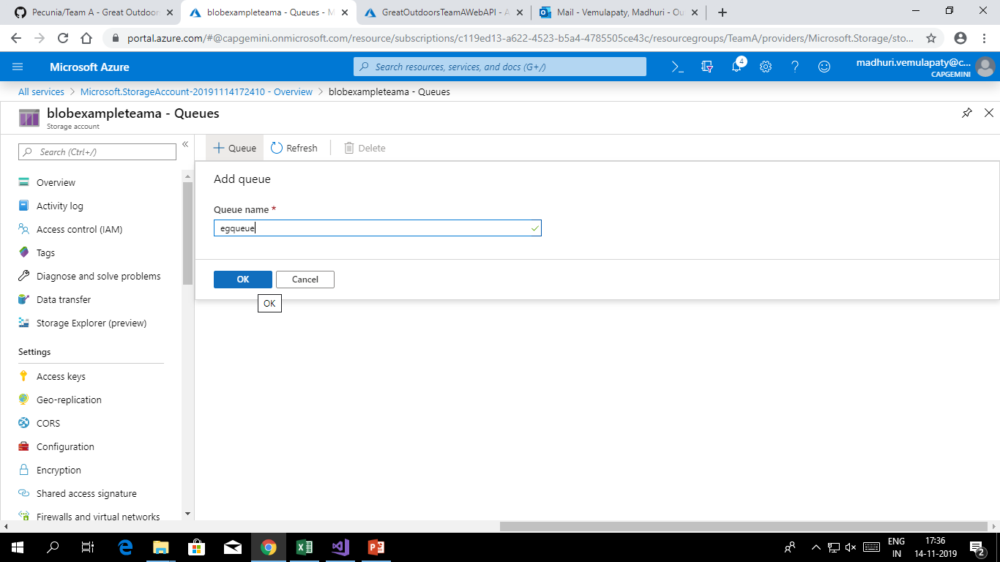 Pecunia/Team A - Great Outdoor
blobexampleteama - Queues - M
GreatOutdoorsTeamAWebAPI - A
Mail - Vemulapaty, Madhuri - Ou
portal.azure.com/#@capgemini.onmicrosoft.com/resource/subscriptions/c119ed13-a622-4523-b5a4-4785505ce43c/resourcegroups/TeamA/providers/Microsoft.Storage/sto...
Microsoft Azure
Search resources, services, and docs (G+/)
4
madhuri.vemulapaty@c...
CAPGEMINI
All services > Microsoft.StorageAccount-20191114172410 - Overview > blobexampleteama - Queues
blobexampleteama - Queues
Storage account
Search (Ctrl+/)
Overview
Activity log
Access control (IAM)
Tags
Diagnose and solve problems
Data transfer
Storage Explorer (preview)
Settings
Access keys
Geo-replication
CORS
Configuration
Encryption
Shared access signature
Firewalls and virtual networks
Queue
Refresh
Delete
Add queue
Queue name *
egqueue
OK
Cancel
OK
ENG
IN
17:36
14-11-2019
2